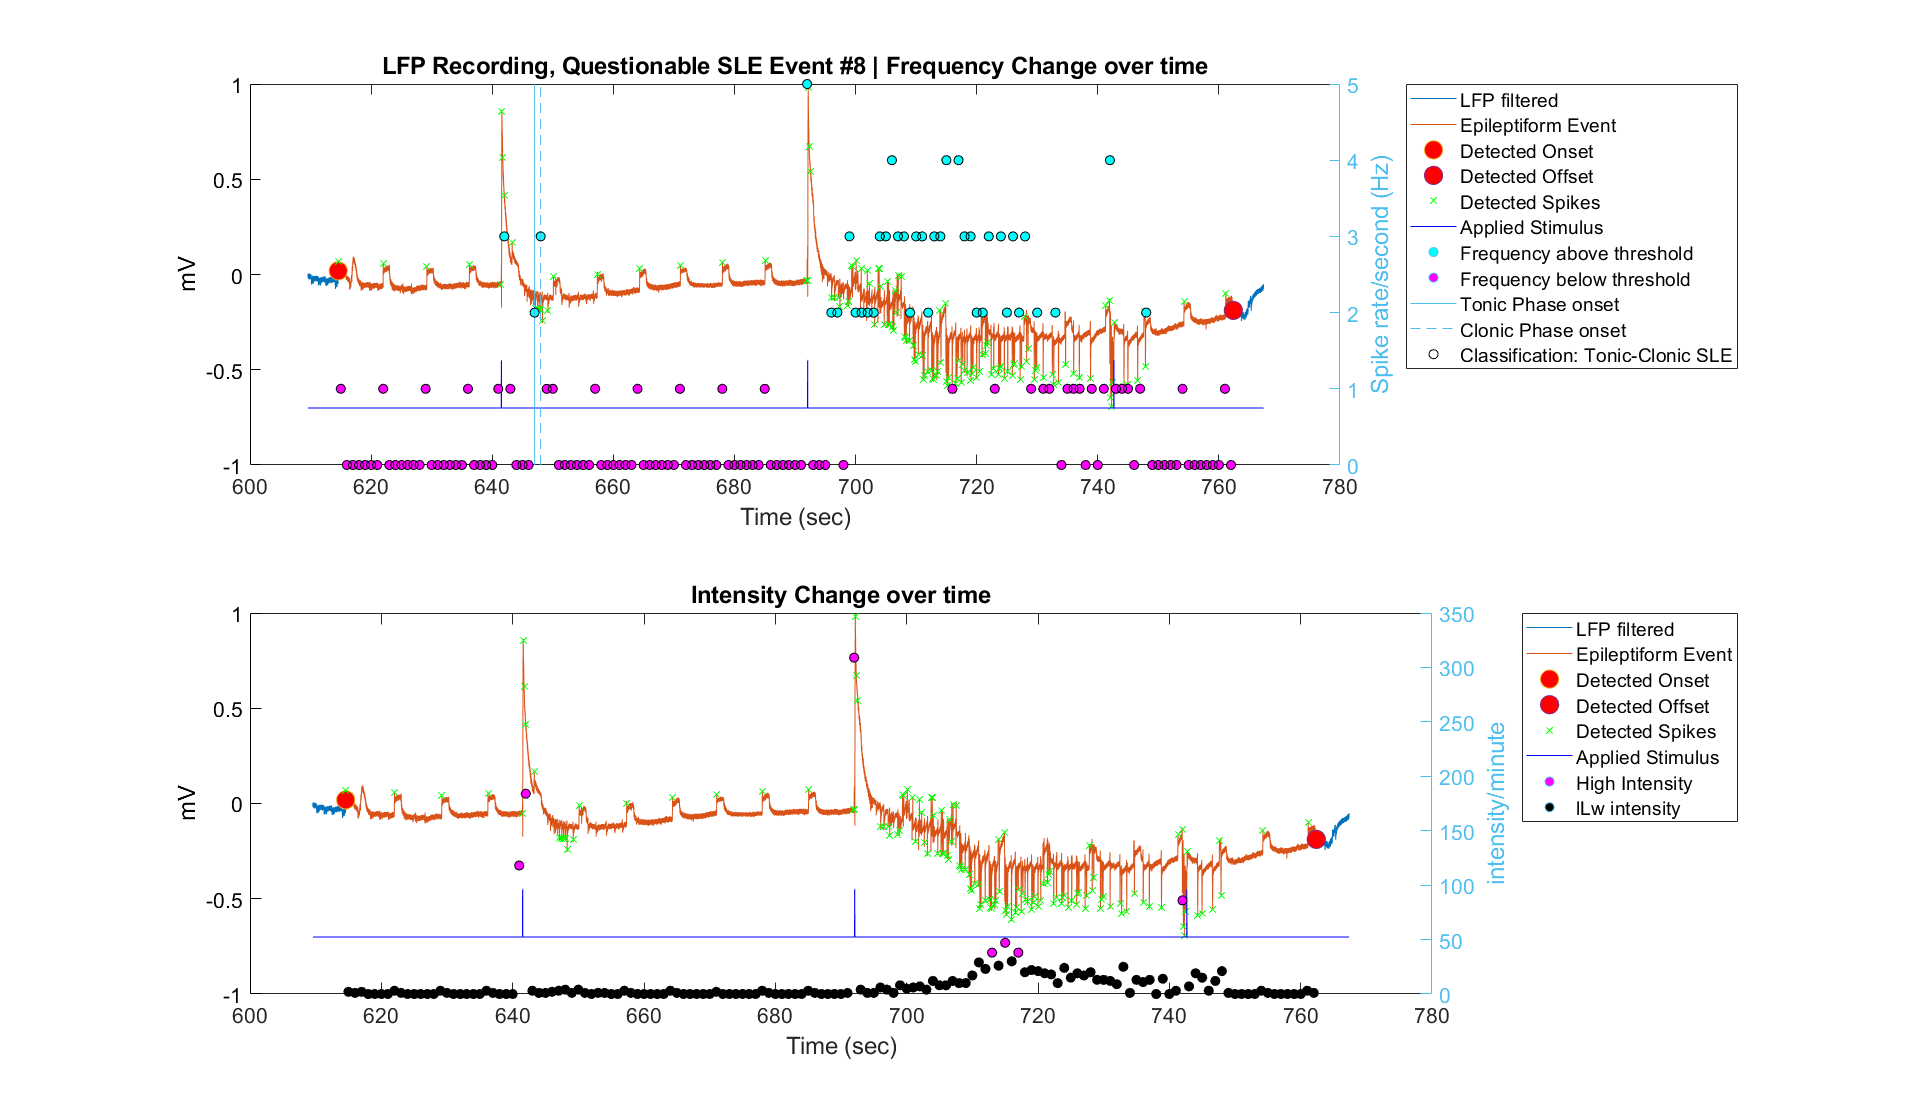 LFP Recording, Questionable SLE Event #8 | Frequency Change over time
1
0.5
0
-0.5
-1
mV
600 620 640 660 680 700 720 740 760 780
Time (sec)
5
4
3
2
1
0
Spike rate/second (Hz)
LFP filtered
Epileptiform Event
Detected Onset
Detected Offset
Detected Spikes
Applied Stimulus
Frequency above threshold
Frequency below threshold
Tonic Phase onset
Clonic Phase onset
Classification: Tonic-Clonic SLE
Intensity Change over time
1
0.5
0
-0.5
-1
mV
600 620 640 660 680 700 720 740 760 780
Time (sec)
350
300
250
200
150
100
50
0
intensity/minute
LFP filtered
Epileptiform Event
Detected Onset
Detected Offset
Detected Spikes
Applied Stimulus
High Intensity
lLw intensity